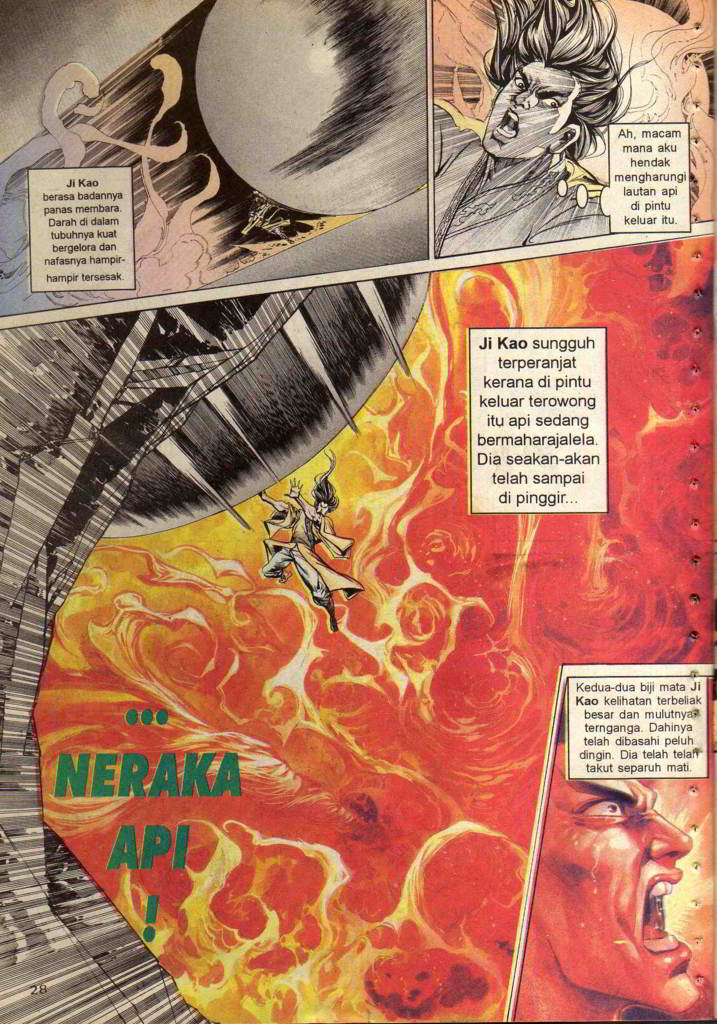 Ji Kao
berasa badannya
panas membara.
Darah di dalam
tubuhnya kuat
bergelora dan
nafasnya hampir-
hampir tersesak.
Ah, macam
mana aku
hendak
mengharungi
lautan api
di pintu
keluar itu.
Ji Kao sungguh
terperanjat
kerana di pintu
keluar terowong
itu api sedang
bermaharajalela.
Dia seakan-akan
telah sampai
di pinggir...
...
NERAKA
API
!
Kedua-dua biji mata Ji
Kao kelihatan terbeliak
besar dan mulutnya
ternganga. Dahinya
telah dibasahi peluh
dingin. Dia telah telah
takut separuh mati.
28